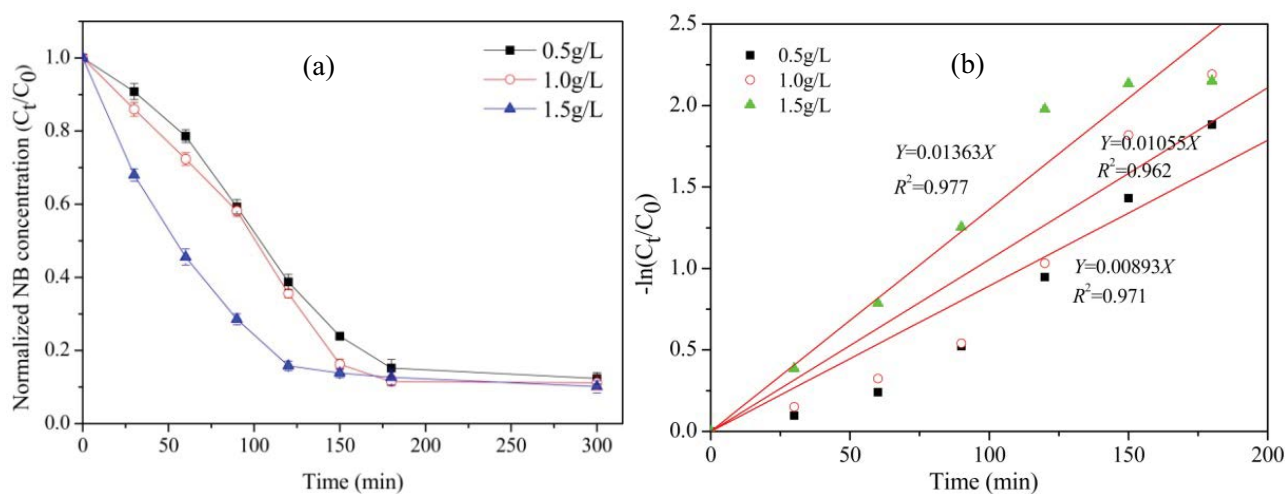 (a)
0.5g/L
1.0g/L
1.5g/L
Normalized NB concentration (Ct/C0)
1.0
0.8
0.6
0.4
0.2
0.0
0
50
100
150
200
250
300
Time (min)
(b)
0.5g/L
1.0g/L
1.5g/L
Y=0.01363X
R²=0.977
Y=0.01055X
R²=0.962
Y=0.00893X
R²=0.971
-ln(Ct/C0)
2.5
2.0
1.5
1.0
0.5
0.0
0
50
100
150
200
Time (min)